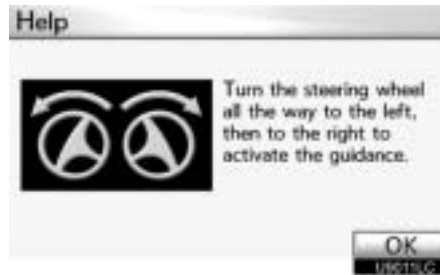 Help
Turn the steering wheel
all the way to the left,
then to the right to
activate the guidance.
OK